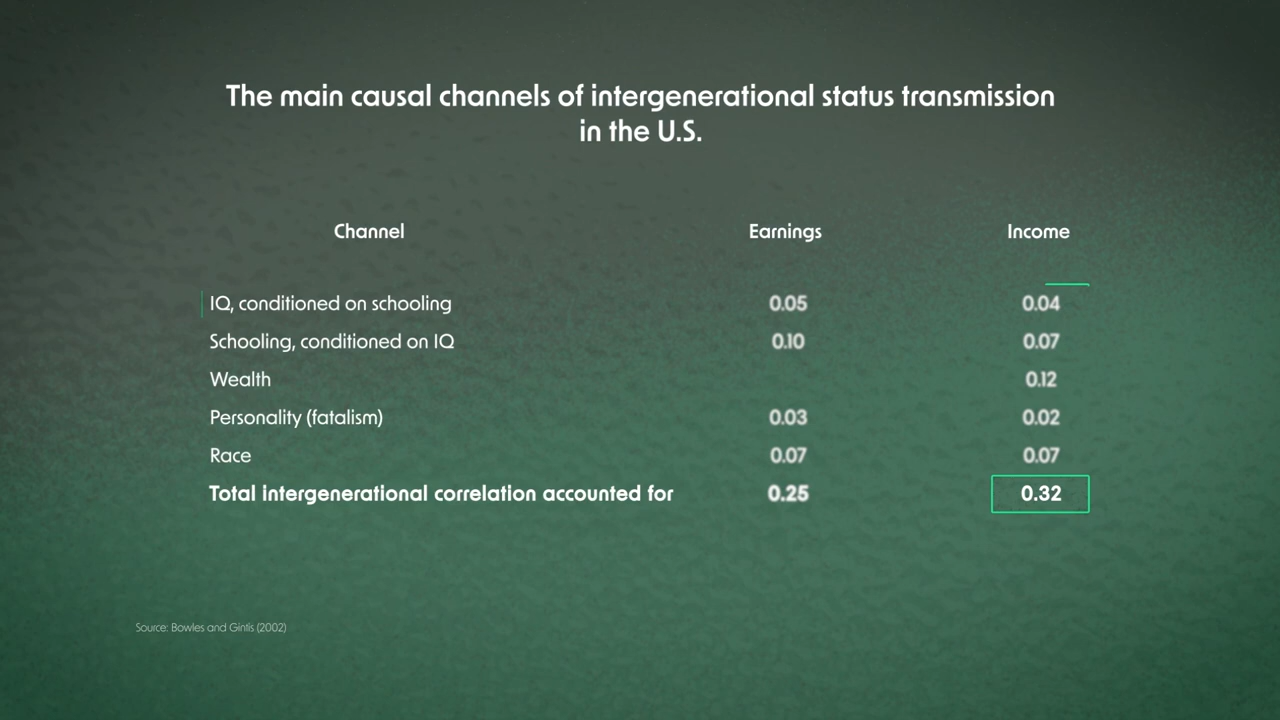 The main causal channels of intergenerational status transmission
in the U.S.
Channel Earnings Income
IQ, conditioned on schooling 0.05 0.04
Schooling, conditioned on IQ 0.10 0.07
Wealth 0.12
Personality (fatalism) 0.03 0.02
Race 0.07 0.07
Total intergenerational correlation accounted for 0.25 0.32
Source: Bowles and Gintis (2002)